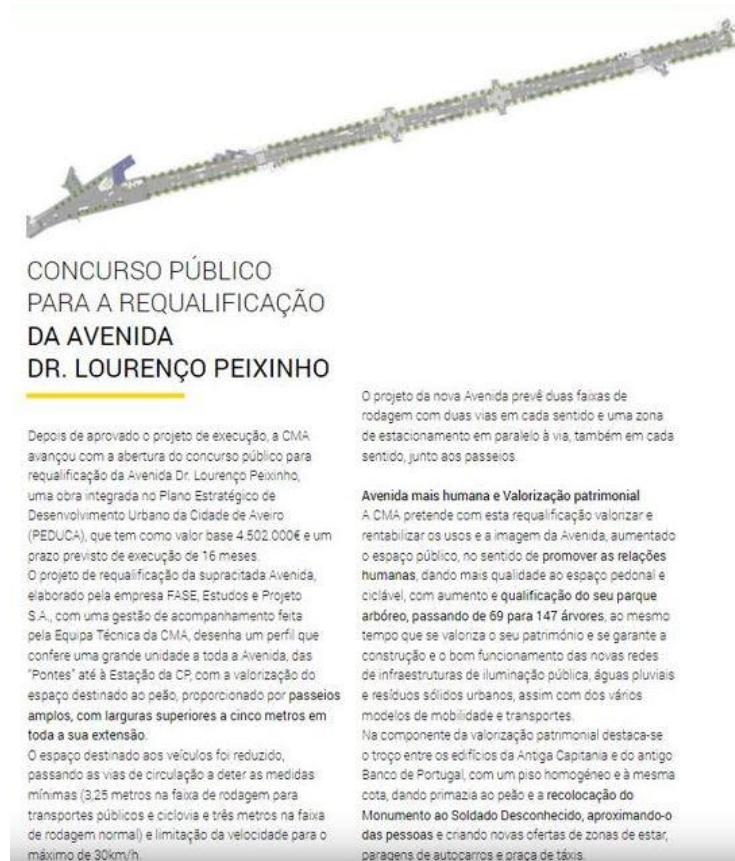 CONCURSO PÚBLICO
PARA A REQUALIFICAÇÃO
DA AVENIDA
DR. LOURENÇO PEIXINHO
Depois de aprovado o projeto de execução, a CMA
avançou com a abertura do concurso público para
requalificação da Avenida Dr. Lourenço Peixinho,
uma obra integrada no Plano Estratégico de
Desenvolvimento Urbano da Cidade de Aveiro
(PEDUCA), que tem como valor base 4.502.000€ e um
prazo previsto de execução de 16 meses.
O projeto de requalificação da supracitada Avenida,
elaborado pela empresa FASE, Estudos e Projeto
S.A., com uma gestão de acompanhamento feita
pela Equipa Técnica da CMA, desenha um perfil que
confere uma grande unidade a toda a Avenida, das
"Pontes" até à Estação da CP, com a valorização do
espaço destinado ao peão, proporcionado por passeios
amplos, com larguras superiores a cinco metros em
toda a sua extensão.
O espaço destinado aos veículos foi reduzido,
passando as vias de circulação a deter as medidas
mínimas (3,25 metros na faixa de rodagem para
transportes públicos e ciclovia e três metros na faixa
de rodagem normal) e limitação da velocidade para o
máximo de 30km/h.
O projeto da nova Avenida prevê duas faixas de
rodagem com duas vias em cada sentido e uma zona
de estacionamento em paralelo à via, também em cada
sentido, junto aos passeios.
Avenida mais humana e Valorização patrimonial
A CMA pretende com esta requalificação valorizar e
rentabilizar os usos e a imagem da Avenida, aumentado
o espaço público, no sentido de promover as relações
humanas, dando mais qualidade ao espaço pedonal e
ciclável, com aumento e qualificação do seu parque
arbóreo, passando de 69 para 147 árvores, ao mesmo
tempo que se valoriza o seu património e se garante a
construção e o bom funcionamento das novas redes
de infraestruturas de iluminação pública, águas pluviais
e resíduos sólidos urbanos, assim com dos vários
modelos de mobilidade e transportes.
Na componente da valorização patrimonial destaca-se
o troço entre os edifícios da Antiga Capitania e do antigo
Banco de Portugal, com um piso homogéneo e à mesma
cota, dando primazia ao peão e a recolocação do
Monumento ao Soldado Desconhecido, aproximando-o
das pessoas e criando novas ofertas de zonas de estar,
paragens de autocarros e praça de táxis.